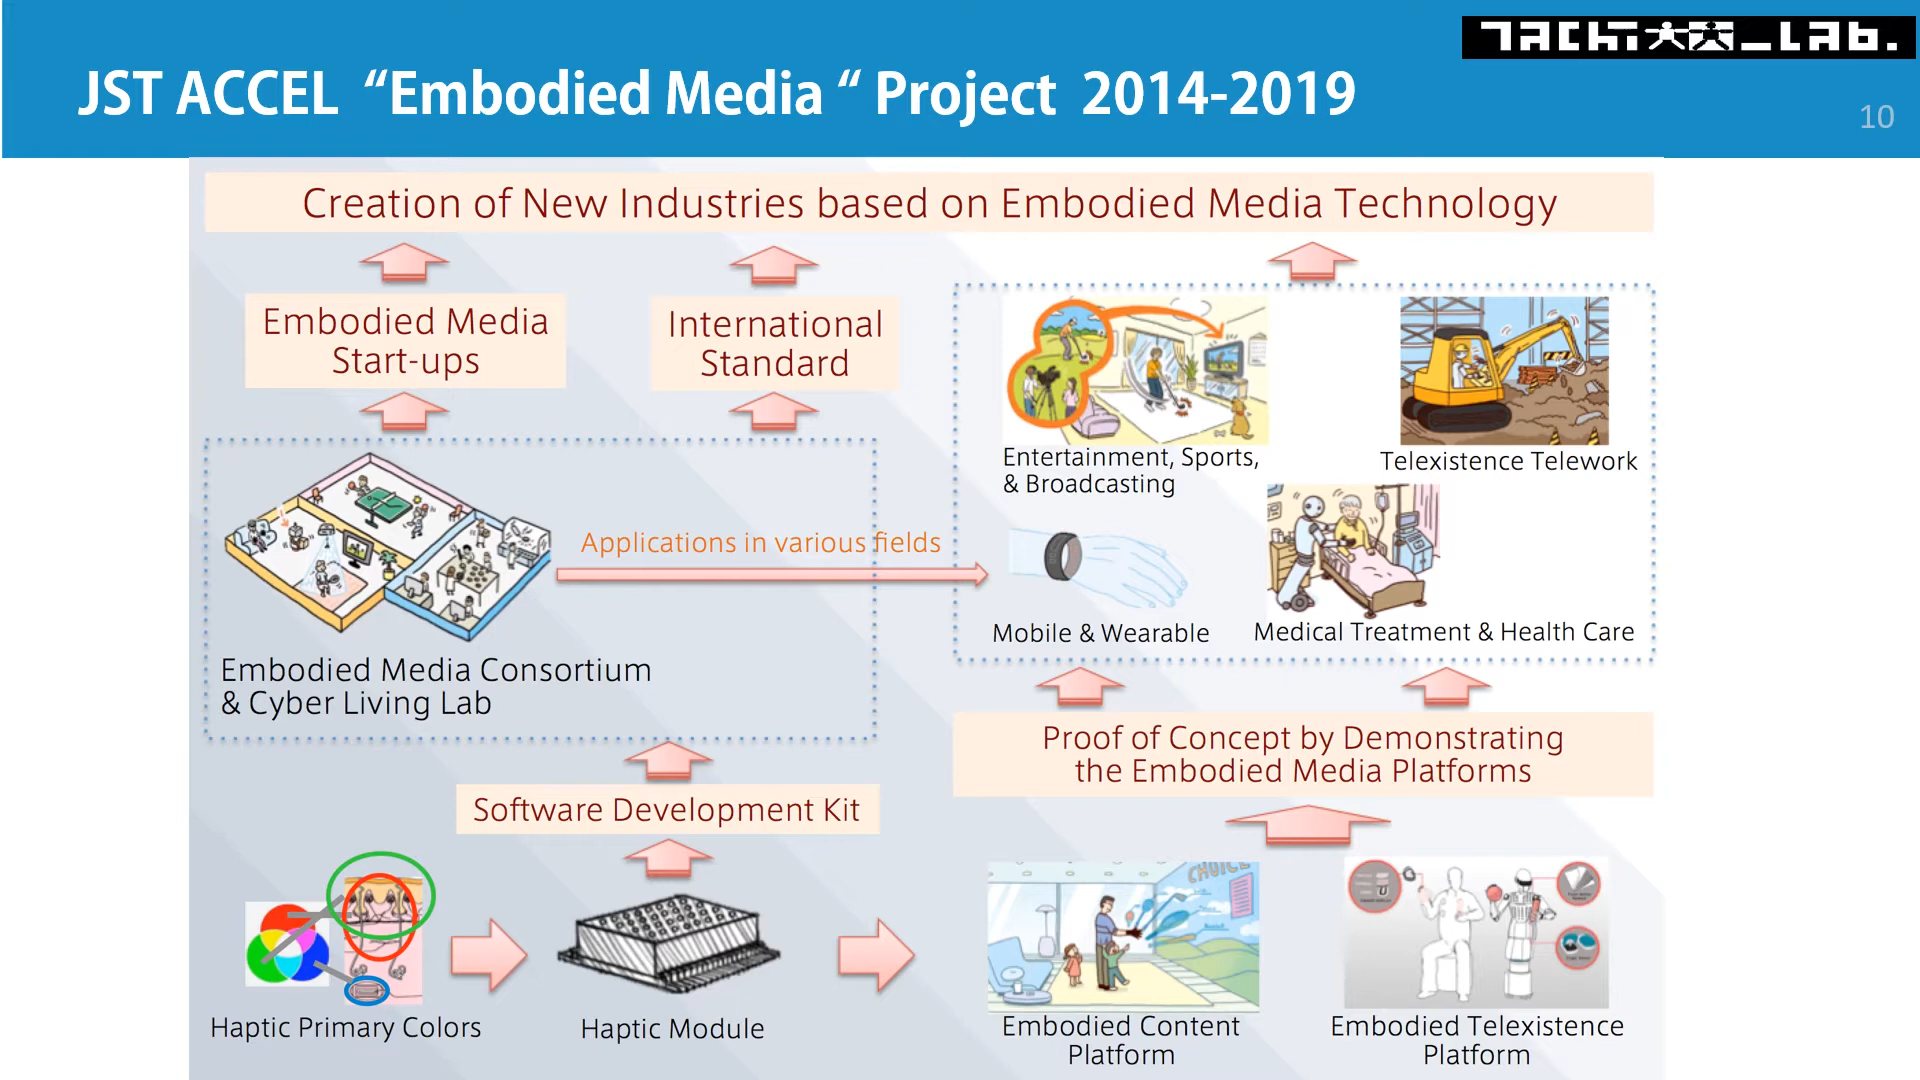 TACHI_LAB.
JST ACCEL “Embodied Media “ Project 2014-2019
10
Creation of New Industries based on Embodied Media Technology
Embodied Media
Start-ups
International
Standard
Entertainment, Sports,
& Broadcasting
Telexistence Telework
Applications in various fields
Mobile & Wearable
Medical Treatment & Health Care
Embodied Media Consortium
& Cyber Living Lab
Proof of Concept by Demonstrating
the Embodied Media Platforms
Software Development Kit
CHOICE
Haptic Primary Colors
Haptic Module
Embodied Content
Platform
Embodied Telexistence
Platform